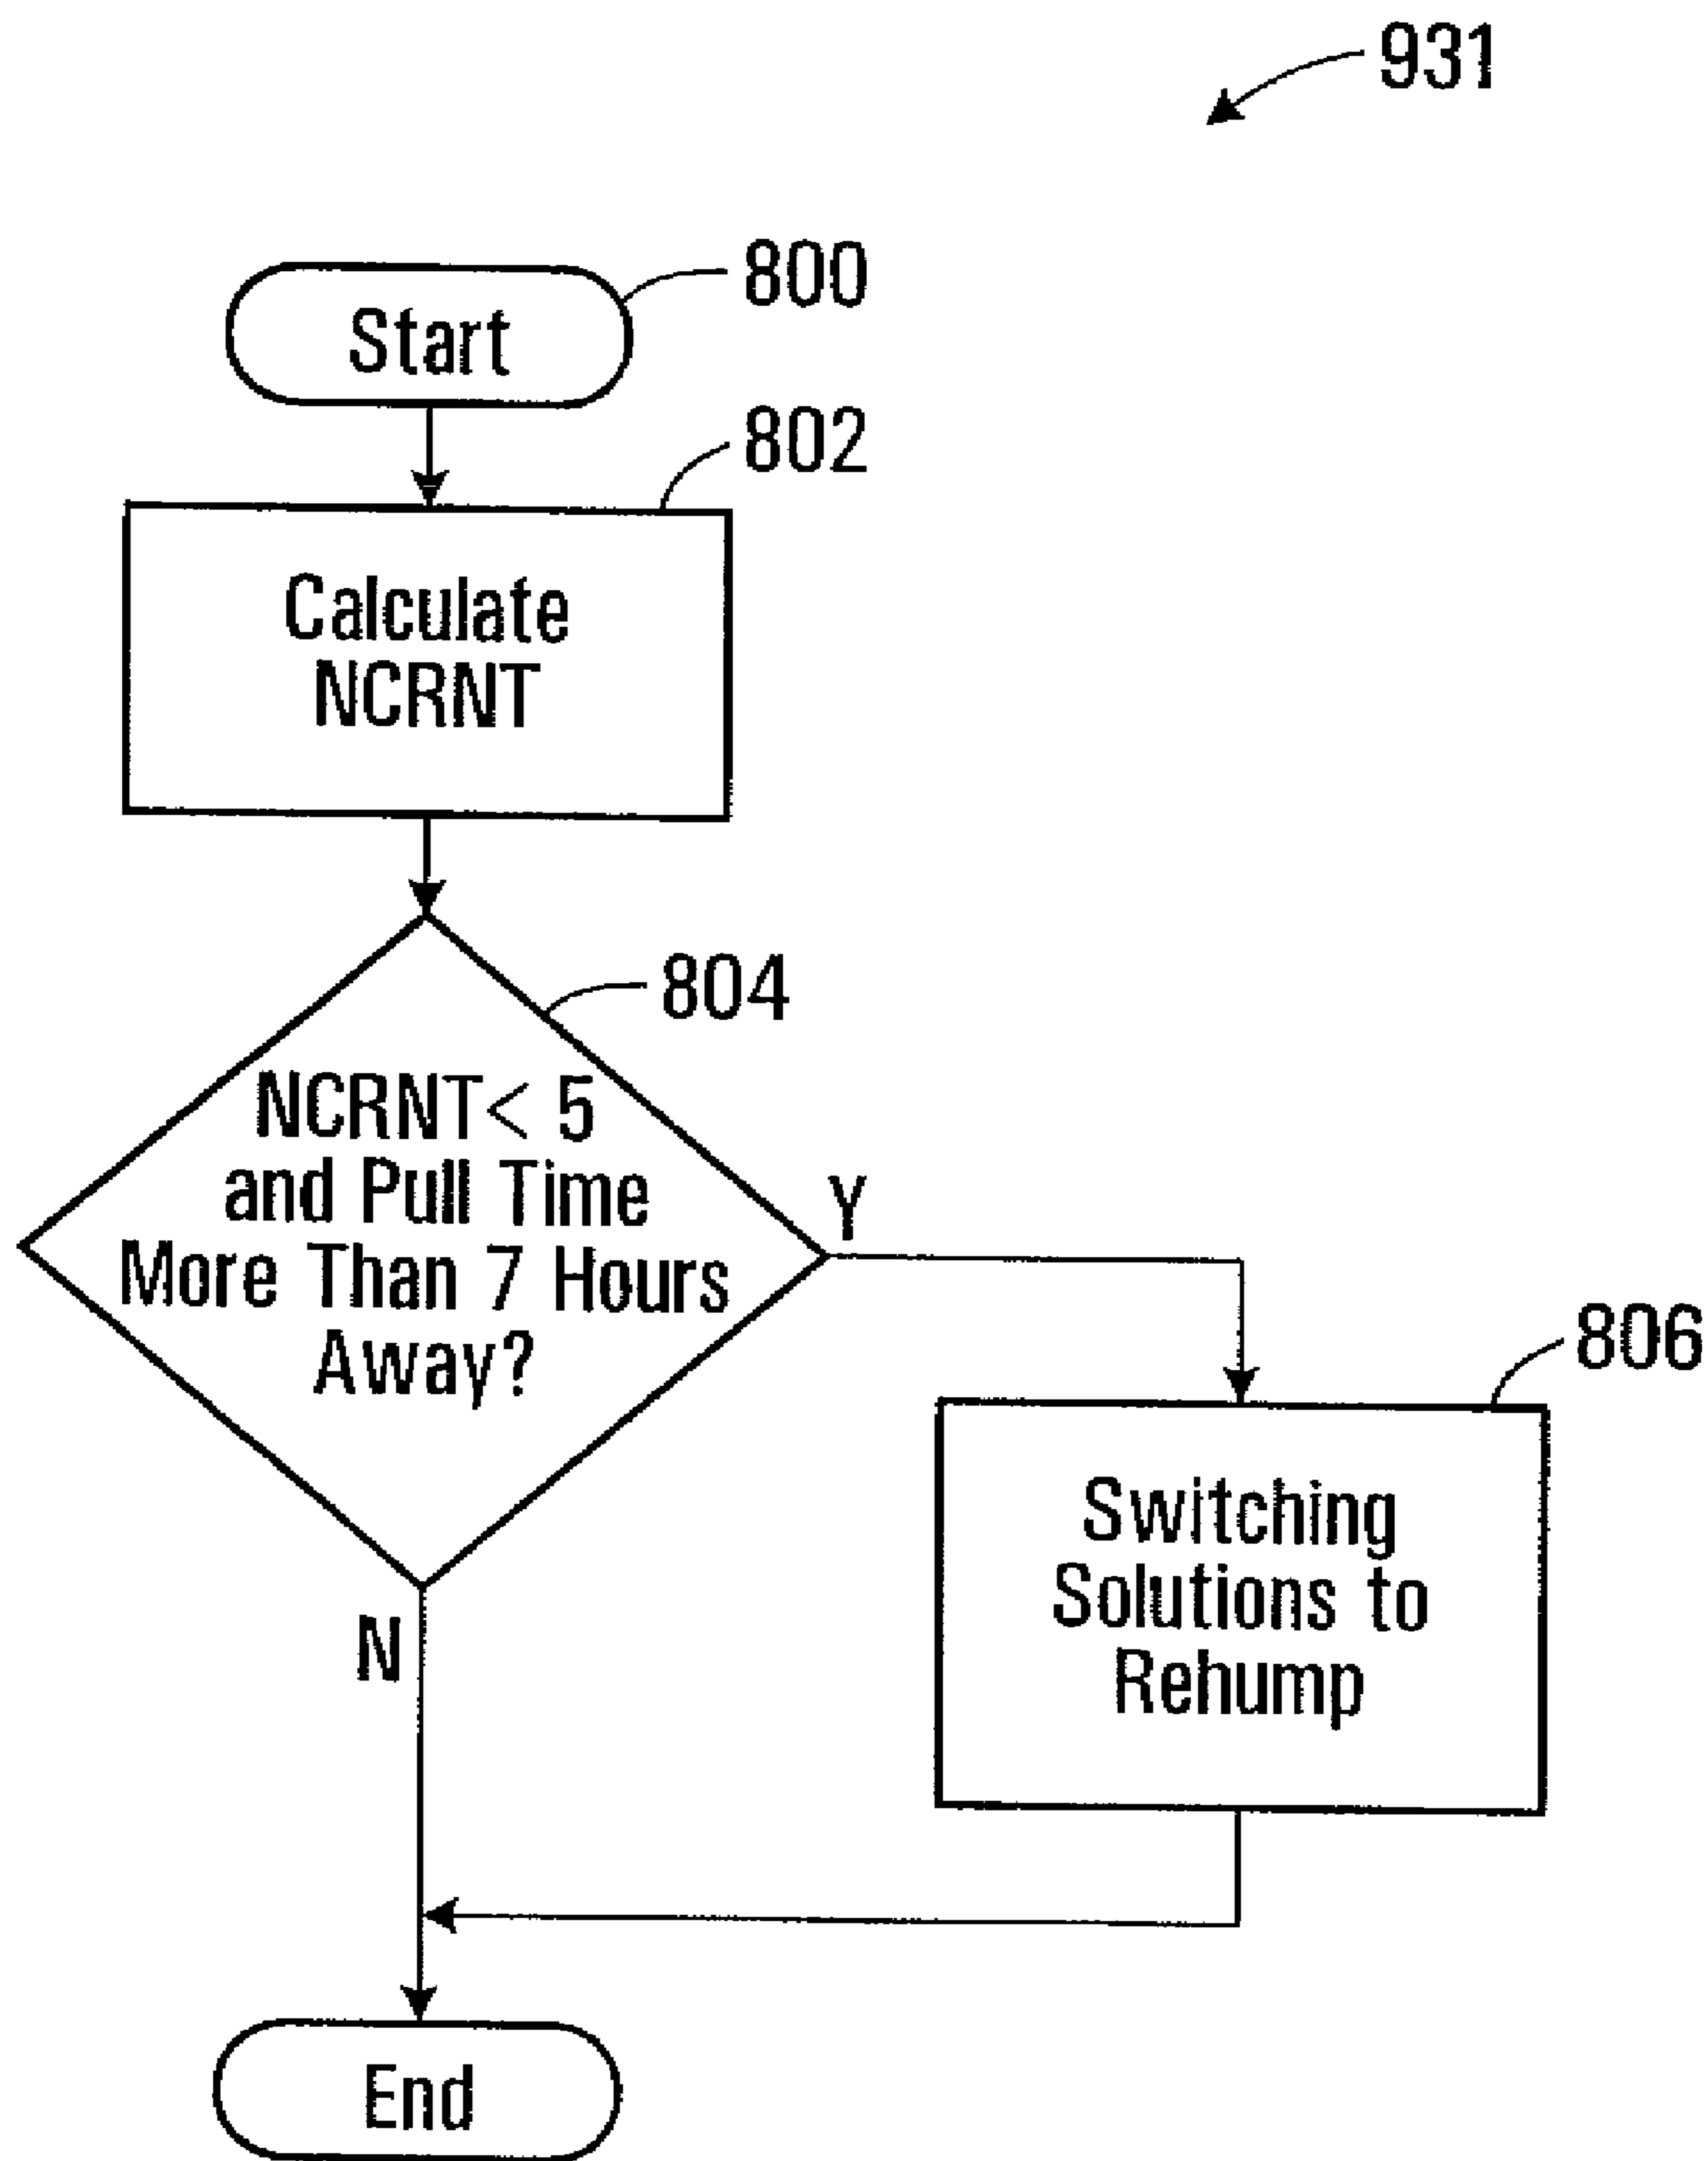 931
800
Start
802
Calculate
NCRNT
804
NCRNT< 5
and Pull Time
More Than 7 Hours
Away?
Y
806
Switching
Solutions to
Rehump
N
End